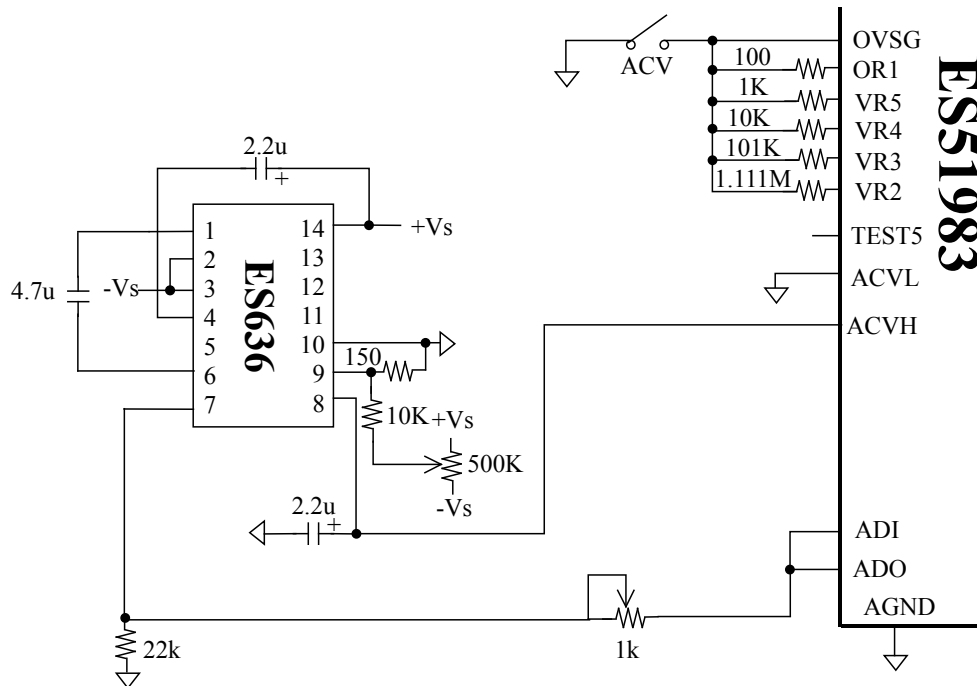 OVSG
ACV
100
OR1
1K
VR5
10K
VR4
101K
VR3
1.111M
VR2
TEST5
ACVL
ACVH
ADI
ADO
AGND
ES51983
2.2u
+
+Vs
1
2
3
4
5
6
7
14
13
12
11
10
9
8
ES636
-Vs
4.7u
150
10K
+Vs
500K
-Vs
2.2u
+
22k
1k